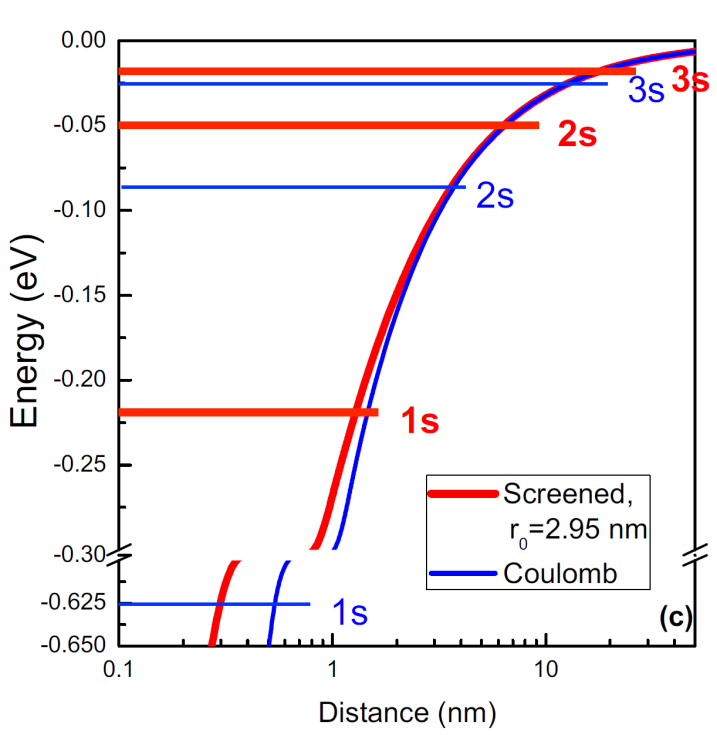 0.00
3s
3s
-0.05
2s
-0.10
2s
-0.15
Energy (eV)
-0.20
1s
-0.25
Screened,
r₀=2.95 nm
-0.30
Coulomb
-0.625
1s
(c)
-0.650
0.1
1
10
Distance (nm)